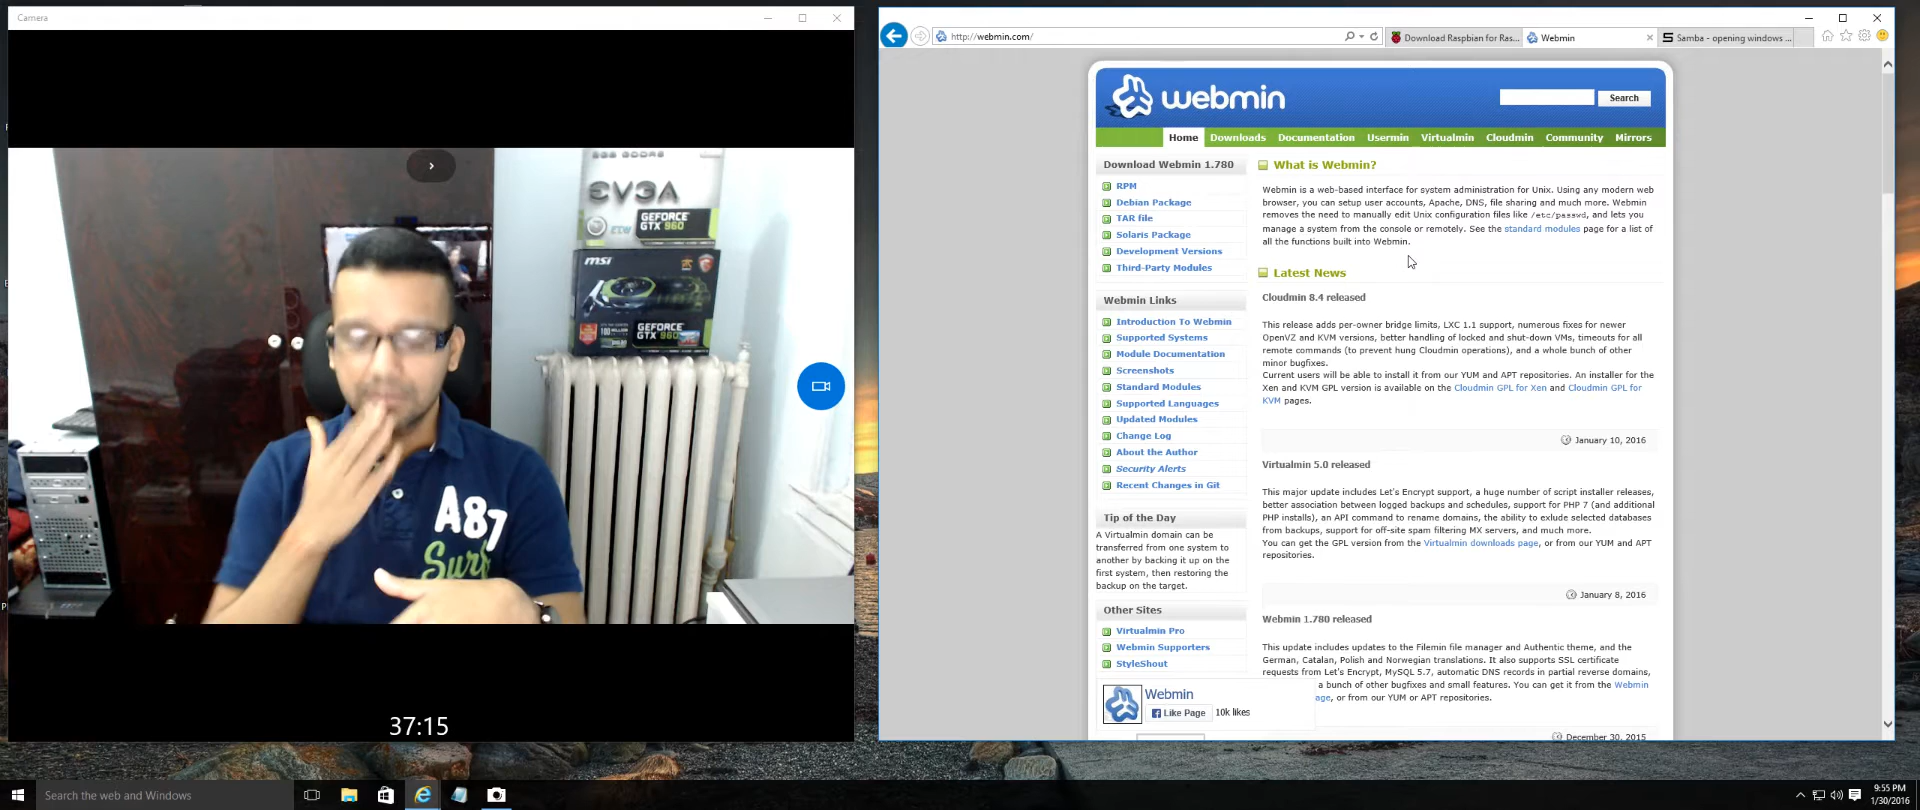 Camera
EVGA
GEFORCE
GTX 960
msi
GEFORCE
GTX 960
A87
Surf
37:15
http://webmin.com/
Download Raspbian for Ras...
Webmin
Samba - opening windows ...
webmin
Search
Home Downloads Documentation Usermin Virtualmin Cloudmin Community Mirrors
Download Webmin 1.780
RPM
Debian Package
TAR file
Solaris Package
Development Versions
Third-Party Modules
Webmin Links
Introduction To Webmin
Supported Systems
Module Documentation
Screenshots
Standard Modules
Supported Languages
Updated Modules
Change Log
About the Author
Security Alerts
Recent Changes in Git
Tip of the Day
A Virtualmin domain can be
transferred from one system to
another by backing it up on the
first system, then restoring the
backup on the target.
Other Sites
Virtualmin Pro
Webmin Supporters
StyleShout
Webmin
Like Page 10k likes
What is Webmin?
Webmin is a web-based interface for system administration for Unix. Using any modern web
browser, you can setup user accounts, Apache, DNS, file sharing and much more. Webmin
removes the need to manually edit Unix configuration files like /etc/passwd, and lets you
manage a system from the console or remotely. See the standard modules page for a list of
all the functions built into Webmin.
Latest News
Cloudmin 8.4 released
This release adds per-owner bridge limits, LXC 1.1 support, numerous fixes for newer
OpenVZ and KVM versions, better handling of locked and shut-down VMs, timeouts for all
remote commands (to prevent hung Cloudmin operations), and a whole bunch of other
minor bugfixes.
Current users will be able to install it from our YUM and APT repositories. An installer for the
Xen and KVM GPL version is available on the Cloudmin GPL for Xen and Cloudmin GPL for
KVM pages.
January 10, 2016
Virtualmin 5.0 released
This major update includes Let's Encrypt support, a huge number of script installer releases,
better association between logged backups and schedules, support for PHP 7 (and additional
PHP installs), an API command to rename domains, the ability to exlude selected databases
from backups, support for off-site spam filtering MX servers, and much more.
You can get the GPL version from the Virtualmin downloads page, or from our YUM and APT
repositories.
January 8, 2016
Webmin 1.780 released
This update includes updates to the Filemin file manager and Authentic theme, and the
German, Catalan, Polish and Norwegian translations. It also supports SSL certificate
requests from Let's Encrypt, MySQL 5.7, automatic DNS records in partial reverse domains,
a bunch of other bugfixes and small features. You can get it from the Webmin
age, or from our YUM or APT repositories.
December 30, 2015
Search the web and Windows
9:55 PM
1/30/2016